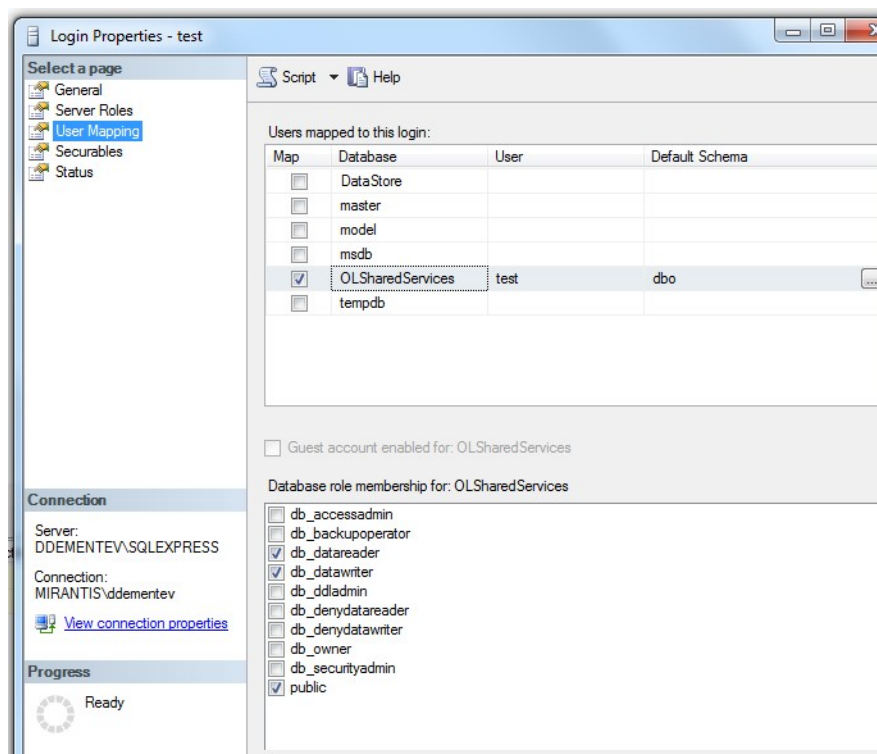 Login Properties - test
Select a page
General
Server Roles
User Mapping
Securables
Status
Script Help
Users mapped to this login:
Map Database User Default Schema
DataStore
master
model
msdb
OLSharedServices test dbo ...
tempdb
Guest account enabled for: OLSharedServices
Database role membership for: OLSharedServices
db_accessadmin
db_backupoperator
db_datareader
db_datawriter
db_ddladmin
db_denydatareader
db_denydatawriter
db_owner
db_securityadmin
public
Connection
Server:
DDEMENTEV\SQLEXPRESS
Connection:
MIRANTIS\ddementev
View connection properties
Progress
Ready